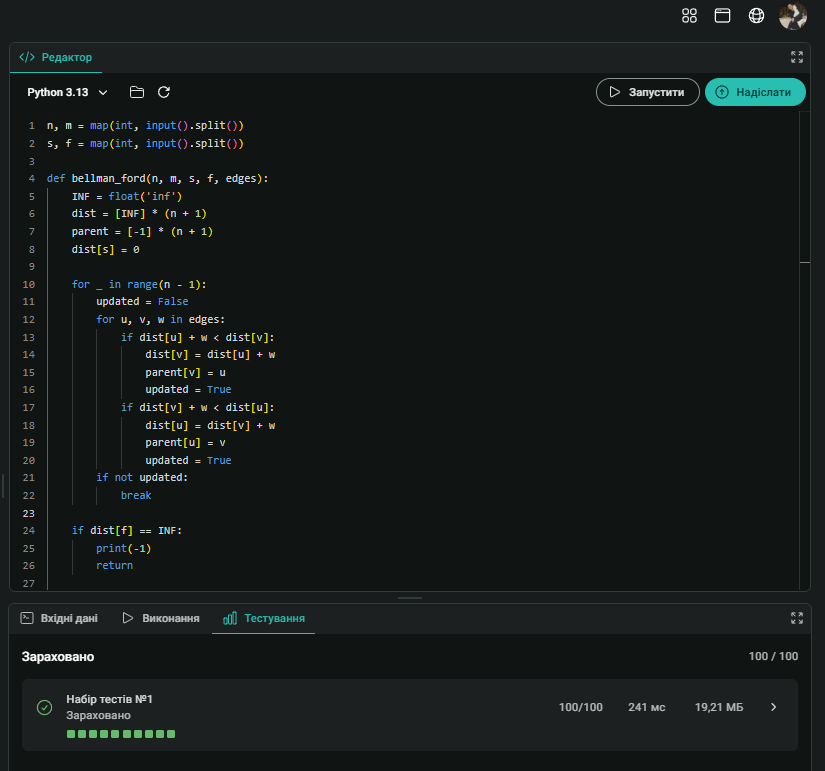 </> Редактор
Python 3.13
Запустити
Надіслати
1 n, m = map(int, input().split())
2 s, f = map(int, input().split())
3
4 def bellman_ford(n, m, s, f, edges):
5     INF = float('inf')
6     dist = [INF] * (n + 1)
7     parent = [-1] * (n + 1)
8     dist[s] = 0
9
10     for _ in range(n - 1):
11         updated = False
12         for u, v, w in edges:
13             if dist[u] + w < dist[v]:
14                 dist[v] = dist[u] + w
15                 parent[v] = u
16                 updated = True
17             if dist[v] + w < dist[u]:
18                 dist[u] = dist[v] + w
19                 parent[u] = v
20                 updated = True
21         if not updated:
22             break
23
24     if dist[f] == INF:
25         print(-1)
26         return
27
Вхідні дані
Виконання
Тестування
Зараховано 100 / 100
Набір тестів №1
Зараховано
100/100 241 мс 19,21 МБ